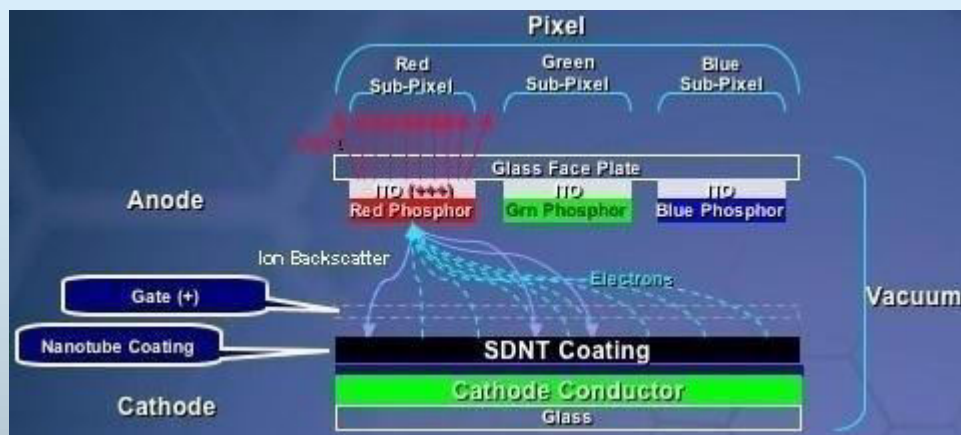 Pixel
Red
Sub-Pixel
Green
Sub-Pixel
Blue
Sub-Pixel
Glass Face Plate
Anode
ITO (+++)
ITO
ITO
Red Phosphor
Grn Phosphor
Blue Phosphor
Ion Backscatter
Electrons
Gate (+)
Vacuum
Nanotube Coating
SDNT Coating
Cathode Conductor
Cathode
Glass